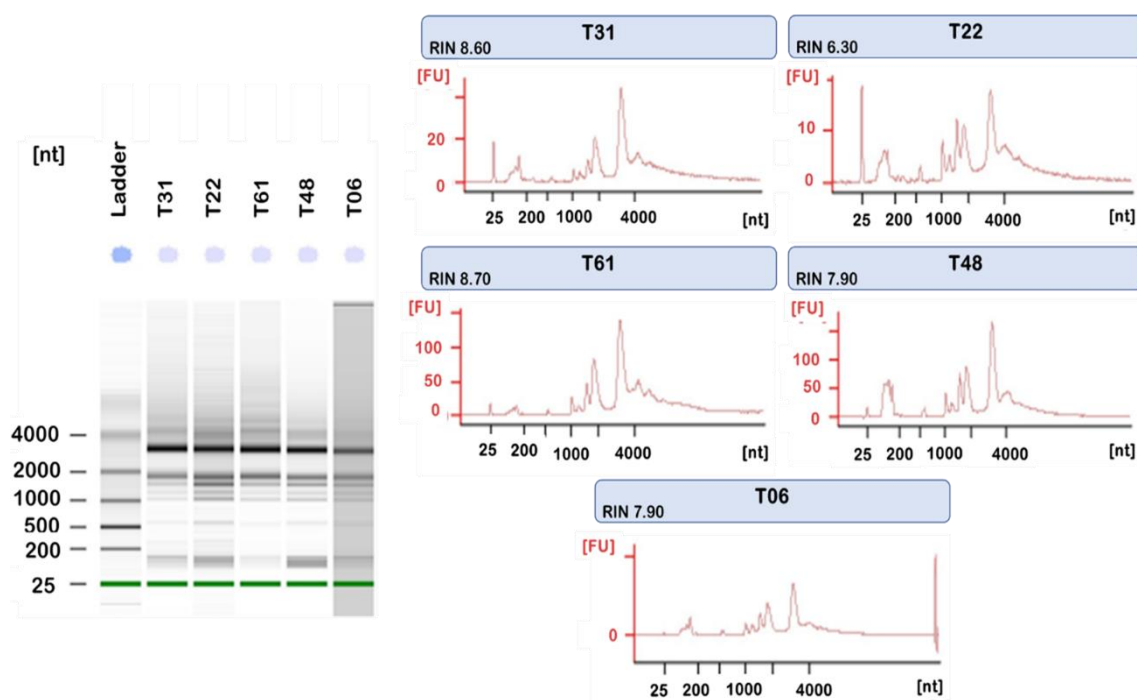 [nt]
Ladder
T31
T22
T61
T48
T06
4000
2000
1000
500
200
25
T31
RIN 8.60
[FU]
20
0
25 200 1000 4000 [nt]
T22
RIN 6.30
[FU]
10
0
25 200 1000 4000 [nt]
T61
RIN 8.70
[FU]
100
50
0
25 200 1000 4000 [nt]
T48
RIN 7.90
[FU]
100
50
0
25 200 1000 4000 [nt]
T06
RIN 7.90
[FU]
0
25 200 1000 4000 [nt]